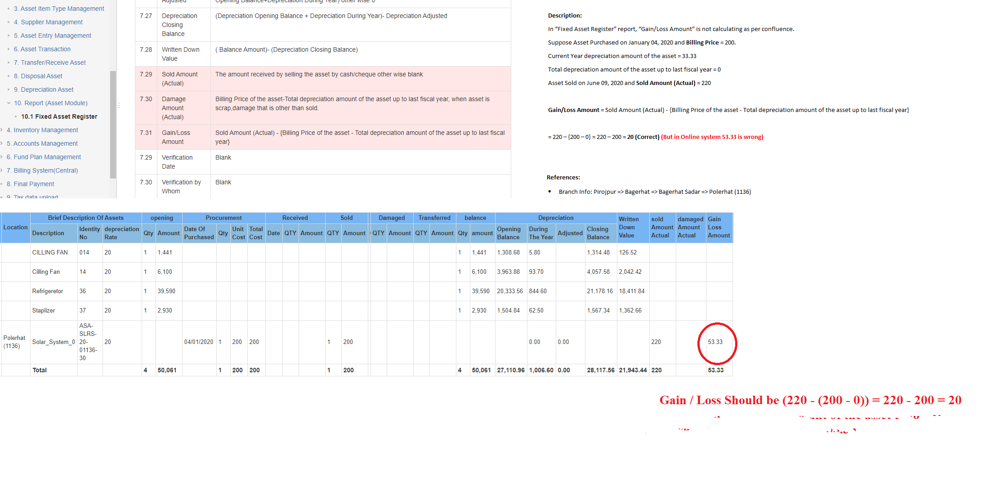 3. Asset Item Type Management
4. Supplier Management
5. Asset Entry Management
6. Asset Transaction
7. Transfer/Receive Asset
8. Disposal Asset
9. Depreciation Asset
10. Report (Asset Module)
10.1 Fixed Asset Register
4. Inventory Management
5. Accounts Management
6. Fund Plan Management
7. Billing System(Central)
8. Final Payment
9. Tax data upload
Adjusted Opening Balance+Depreciation During Year) other wise 0
7.27 Depreciation Closing Balance (Depreciation Opening Balance + Depreciation During Year)- Depreciation Adjusted
7.28 Written Down Value ( Balance Amount)- (Depreciation Closing Balance)
7.29 Sold Amount (Actual) The amount received by selling the asset by cash/cheque other wise blank
7.30 Damage Amount (Actual) Billing Price of the asset-Total depreciation amount of the asset up to last fiscal year, when asset is scrap,damage that is other than sold.
7.31 Gain/Loss Amount Sold Amount (Actual) - {Billing Price of the asset - Total depreciation amount of the asset up to last fiscal year}
7.29 Verification Date Blank
7.30 Verification by Whom Blank
Description:
In “Fixed Asset Register” report, “Gain/Loss Amount” is not calculating as per confluence.
Suppose Asset Purchased on January 04, 2020 and Billing Price = 200.
Current Year depreciation amount of the asset = 33.33
Total depreciation amount of the asset up to last fiscal year = 0
Asset Sold on June 09, 2020 and Sold Amount (Actual) = 220
Gain/Loss Amount = Sold Amount (Actual) - {Billing Price of the asset - Total depreciation amount of the asset up to last fiscal year}
= 220 – {200 – 0} = 220 – 200 = 20 (Correct) (But in Online system 53.33 is wrong)
References:
• Branch Info: Pirojpur => Bagerhat => Bagerhat Sadar => Polerhat (1136)
Location Brief Description Of Assets opening Procurement Received Sold Damaged Transferred balance Depreciation Written Down Value sold Amount Actual damaged Amount Actual Gain Loss Amount
Description Identity No depreciation Rate Qty Amount Date Of Purchased Qty Unit Cost Total Cost Date QTY Amount QTY Amount QTY Amount QTY Amount Qty amount Opening Balance During The Year Adjusted Closing Balance
CILLING FAN 014 20 1 1,441 1 1,441 1,308.68 5.80 1,314.48 126.52
Cilling Fan 14 20 1 6,100 1 6,100 3,963.88 93.70 4,057.58 2,042.42
Refrigeretor 36 20 1 39,590 1 39,590 20,333.56 844.60 21,178.16 18,411.84
Staplizer 37 20 1 2,930 1 2,930 1,504.84 62.50 1,567.34 1,362.66
Polerhat (1136) Solar_System_0 ASA-SLRS-20-01136-30 20 04/01/2020 1 200 200 1 200 0.00 0.00 220 53.33
Total 4 50,061 1 200 200 1 200 4 50,061 27,110.96 1,006.60 0.00 28,117.56 21,943.44 220 53.33
Gain / Loss Should be (220 - (200 - 0)) = 220 - 200 = 20